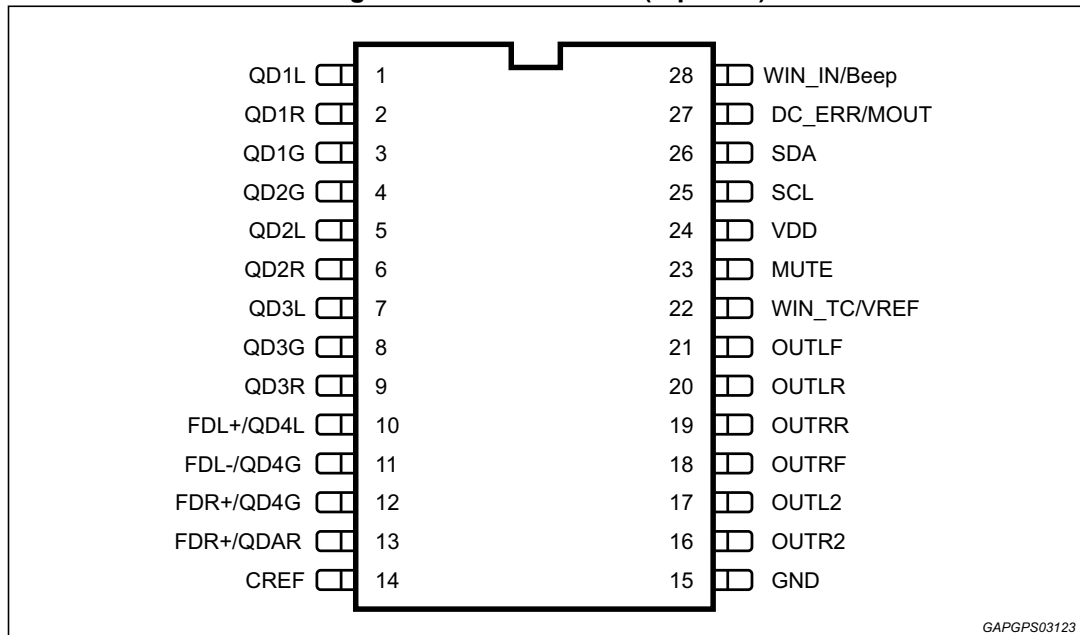 QD1L 1 28 WIN_IN/Beep
QD1R 2 27 DC_ERR/MOUT
QD1G 3 26 SDA
QD2G 4 25 SCL
QD2L 5 24 VDD
QD2R 6 23 MUTE
QD3L 7 22 WIN_TC/VREF
QD3G 8 21 OUTLF
QD3R 9 20 OUTLR
FDL+/QD4L 10 19 OUTRR
FDL-/QD4G 11 18 OUTRF
FDR+/QD4G 12 17 OUTL2
FDR+/QDAR 13 16 OUTR2
CREF 14 15 GND
GAPGPS03123